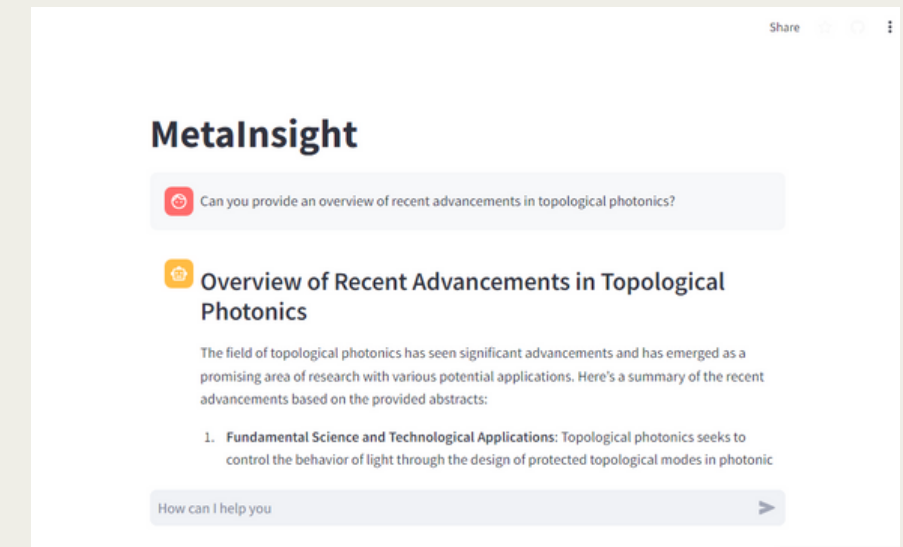 Share
MetaInsight
Can you provide an overview of recent advancements in topological photonics?
Overview of Recent Advancements in Topological
Photonics
The field of topological photonics has seen significant advancements and has emerged as a
promising area of research with various potential applications. Here's a summary of the recent
advancements based on the provided abstracts:
1. Fundamental Science and Technological Applications: Topological photonics seeks to
control the behavior of light through the design of protected topological modes in photonic
How can I help you